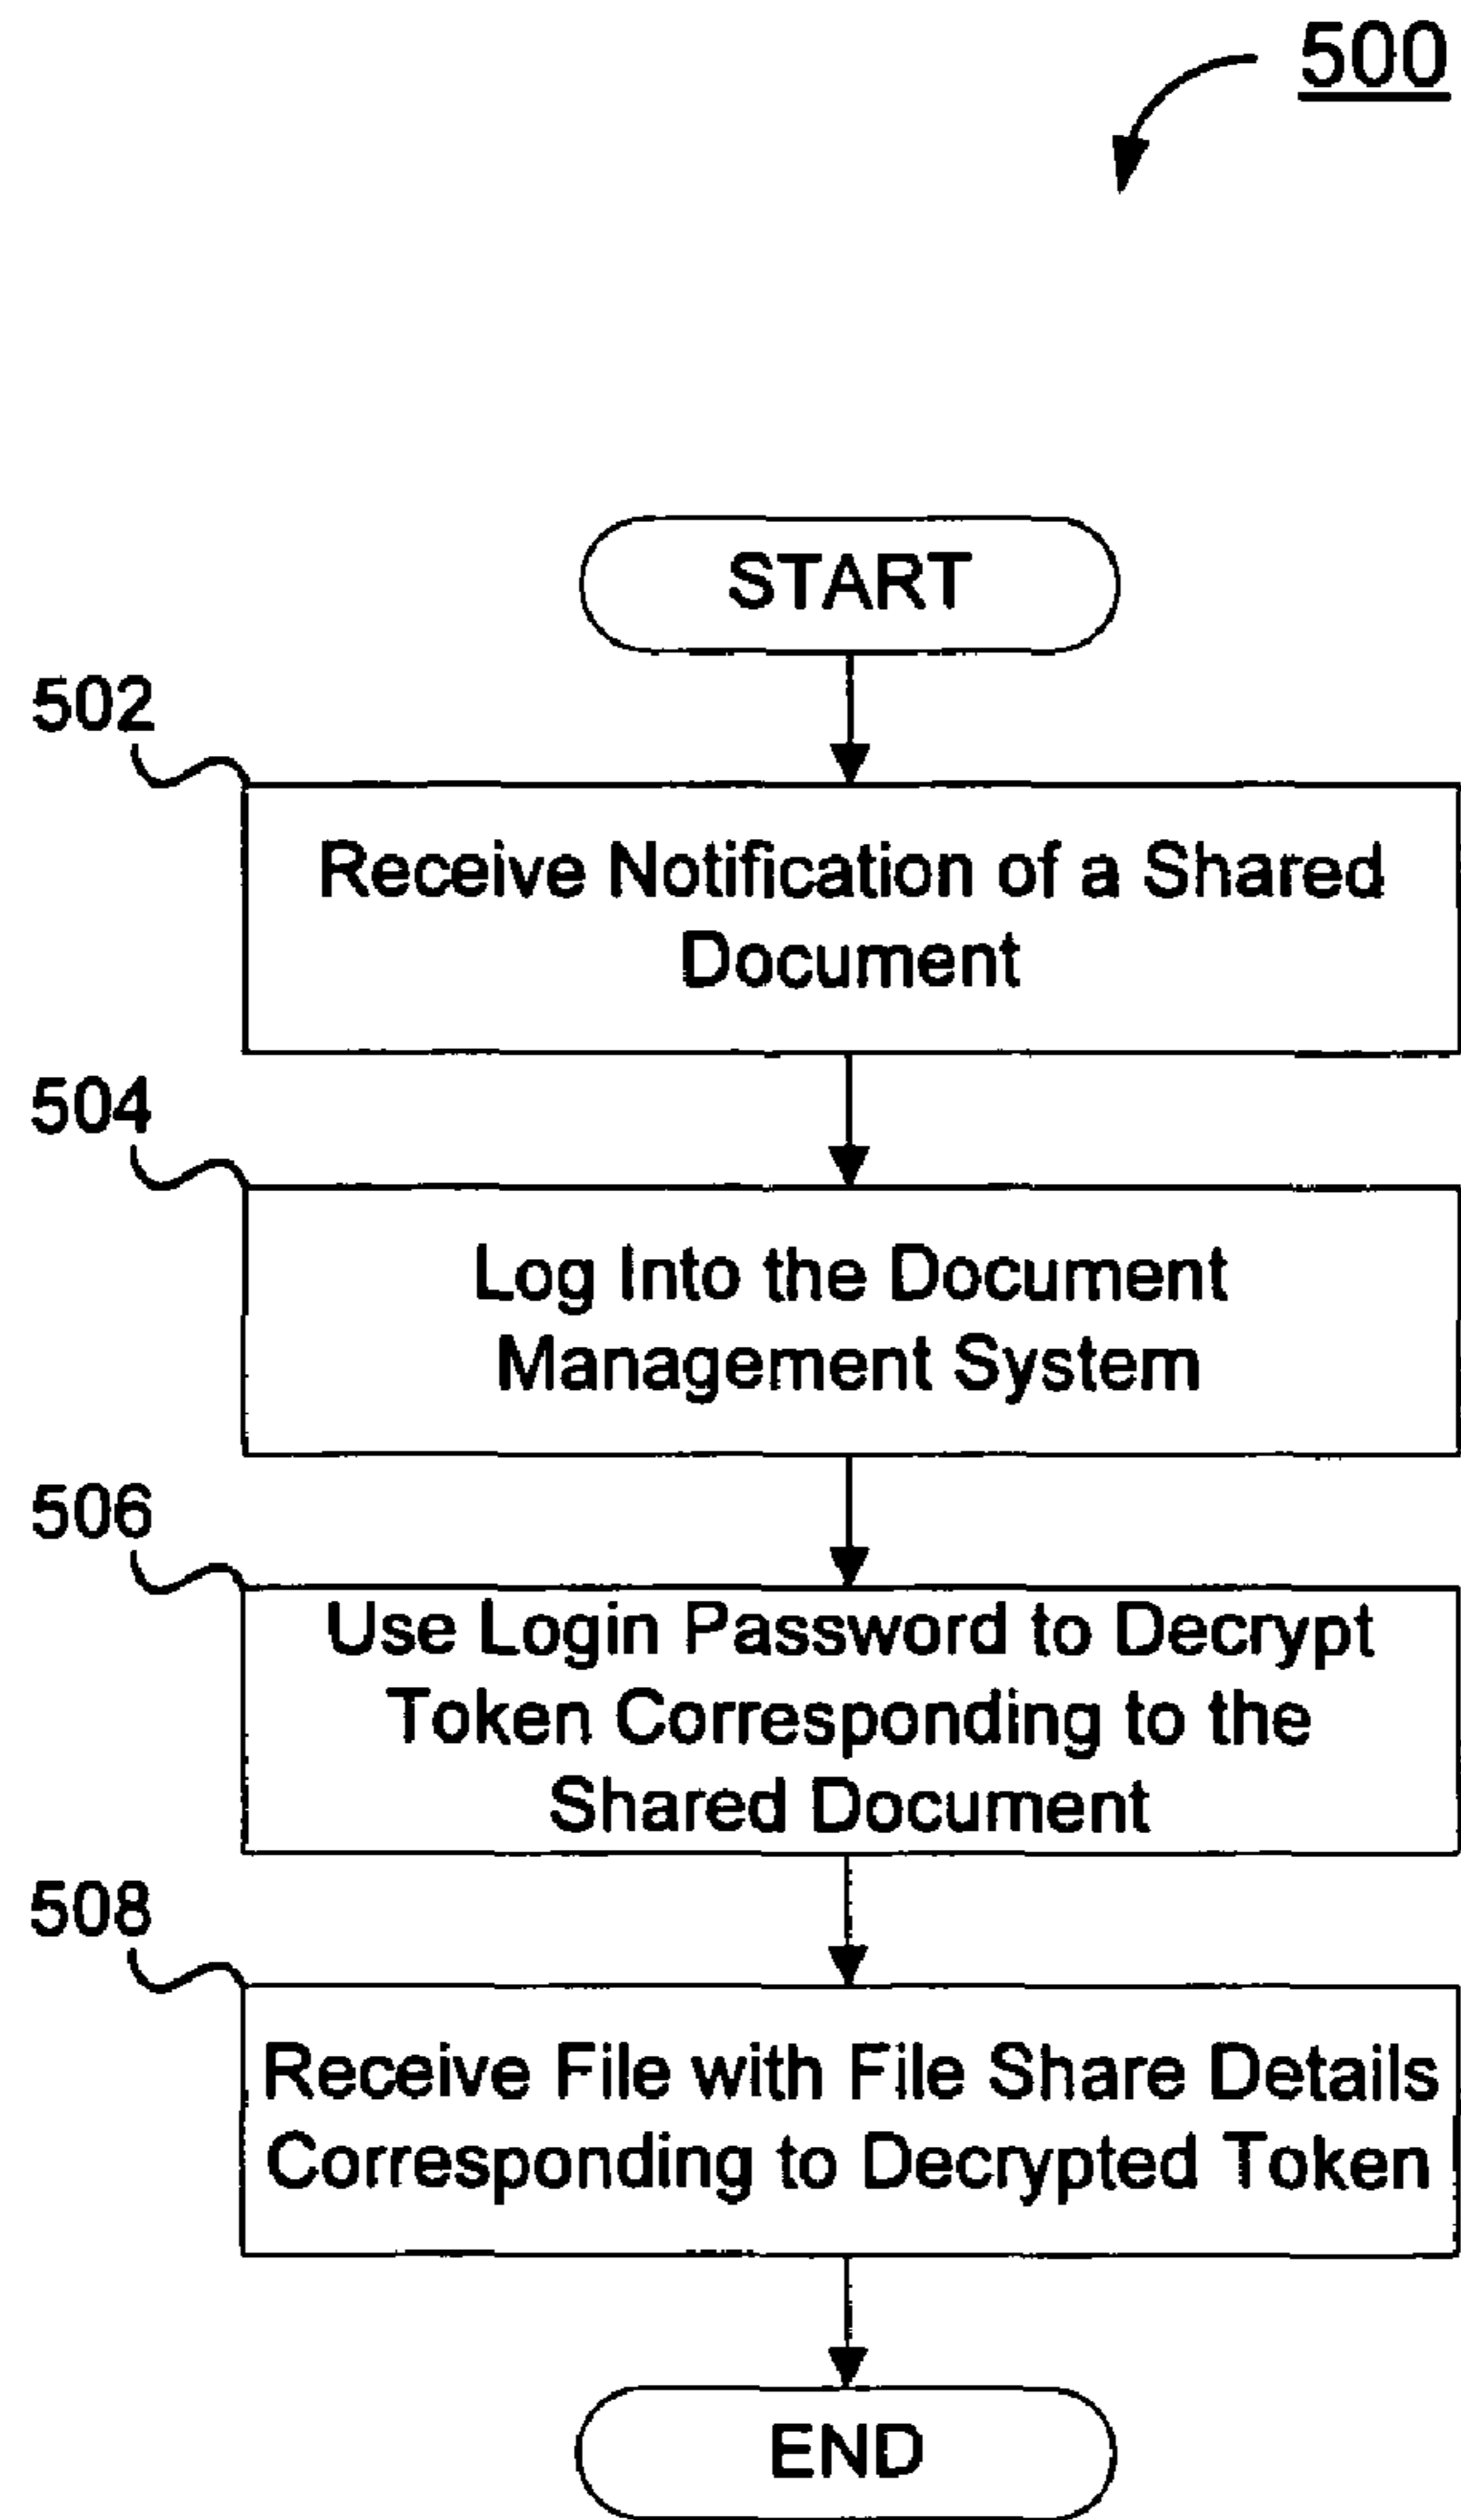 500
START
502
Receive Notification of a Shared
Document
504
Log Into the Document
Management System
506
Use Login Password to Decrypt
Token Corresponding to the
Shared Document
508
Receive File with File Share Details
Corresponding to Decrypted Token
END